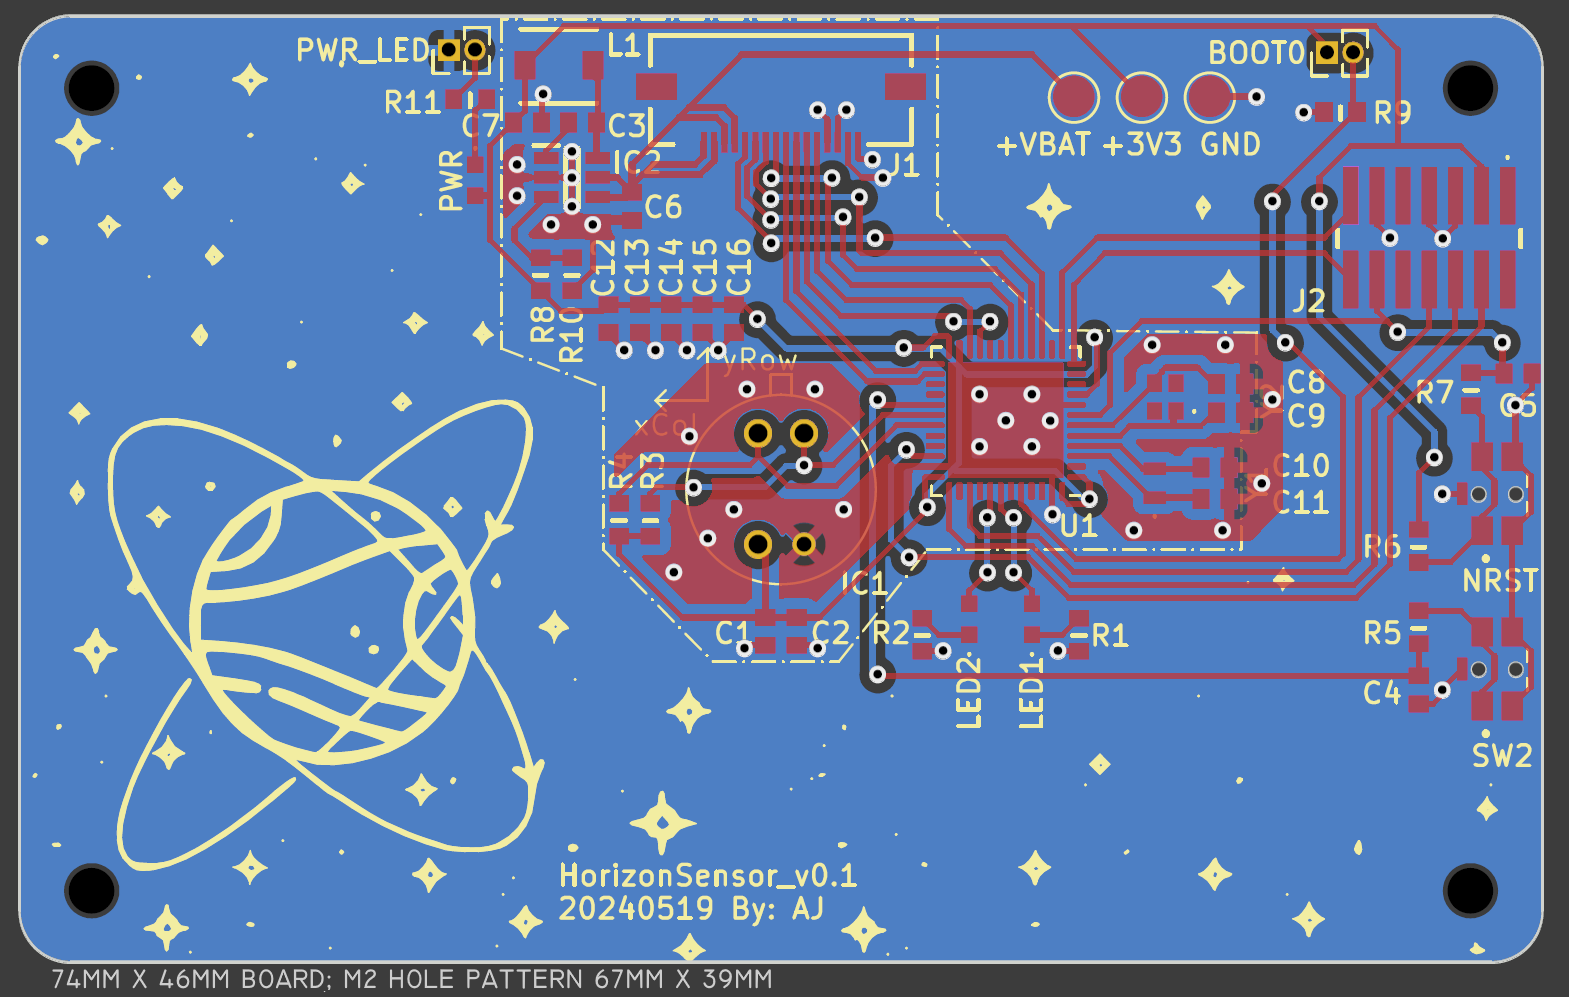 PWR_LED
L1
BOOT0
R11
C7
C3
R9
+VBAT +3V3 GND
IC2
J1
PWR
C6
C12
C13
C14
C15
C16
J2
R8
R10
yRow
xCol
C8
C9
R7
C5
C10
C11
R4
R3
U1
R6
NRST
IC1
C1
C2
R2
R1
R5
LED2
LED1
C4
SW2
HorizonSensor_v0.1
20240519 By: AJ
74MM X 46MM BOARD; M2 HOLE PATTERN 67MM X 39MM